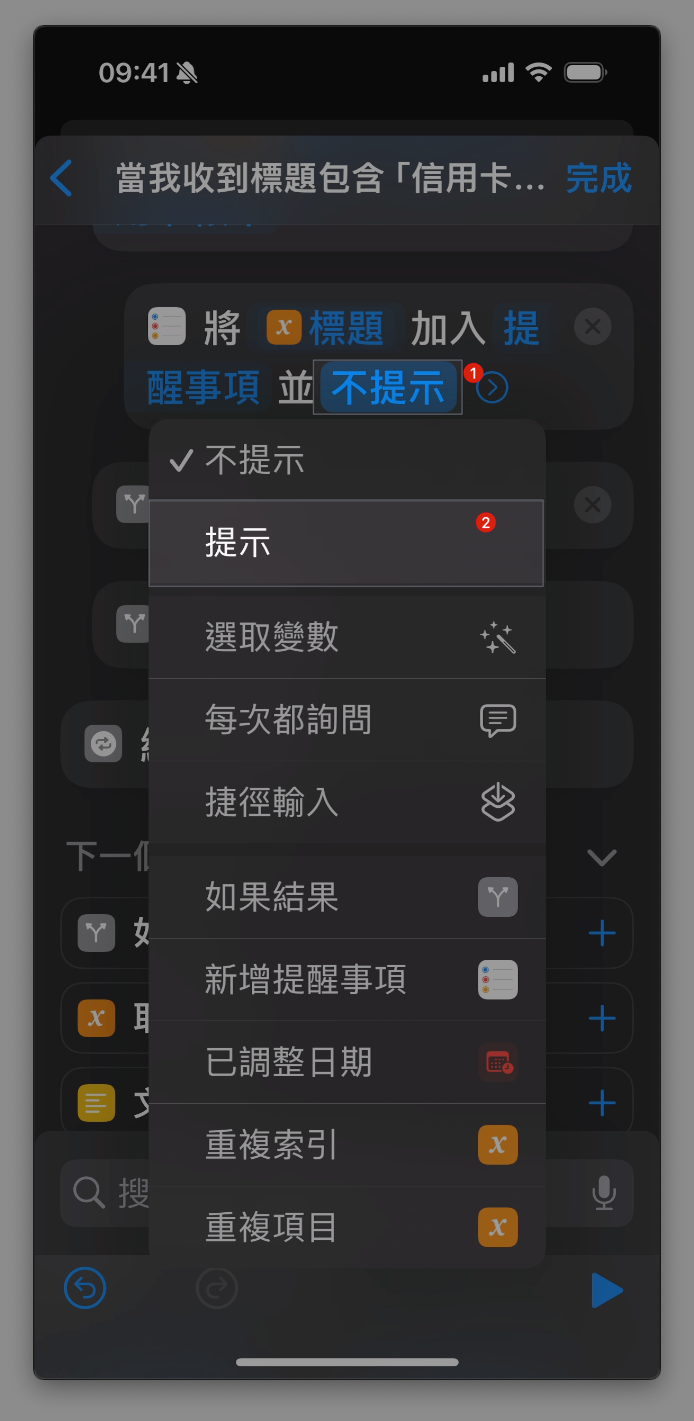 09:41
當我收到標題包含「信用卡…
完成
將 x 標題 加入 提
醒事項 並 不提示 1
不提示
提示 2
選取變數
每次都詢問
捷徑輸入
下一個
如果結果
新增提醒事項
已調整日期
x 重複索引 x
重複項目 x
搜